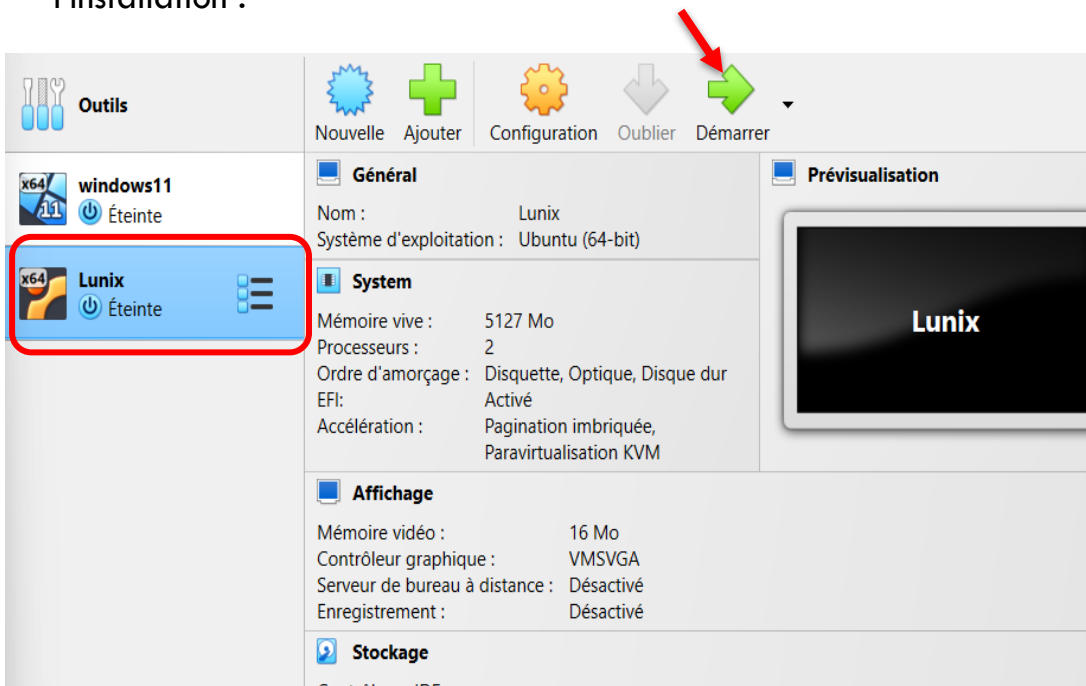 l'installation :
Outils
Nouvelle Ajouter Configuration Oublier Démarrer
x64
11
windows11
Éteinte
x64
Lunix
Éteinte
Général
Nom : Lunix
Système d'exploitation : Ubuntu (64-bit)
System
Mémoire vive : 5127 Mo
Processeurs : 2
Ordre d'amorçage : Disquette, Optique, Disque dur
EFI: Activé
Accélération : Pagination imbriquée,
Paravirtualisation KVM
Prévisualisation
Lunix
Affichage
Mémoire vidéo : 16 Mo
Contrôleur graphique : VMSVGA
Serveur de bureau à distance : Désactivé
Enregistrement : Désactivé
Stockage